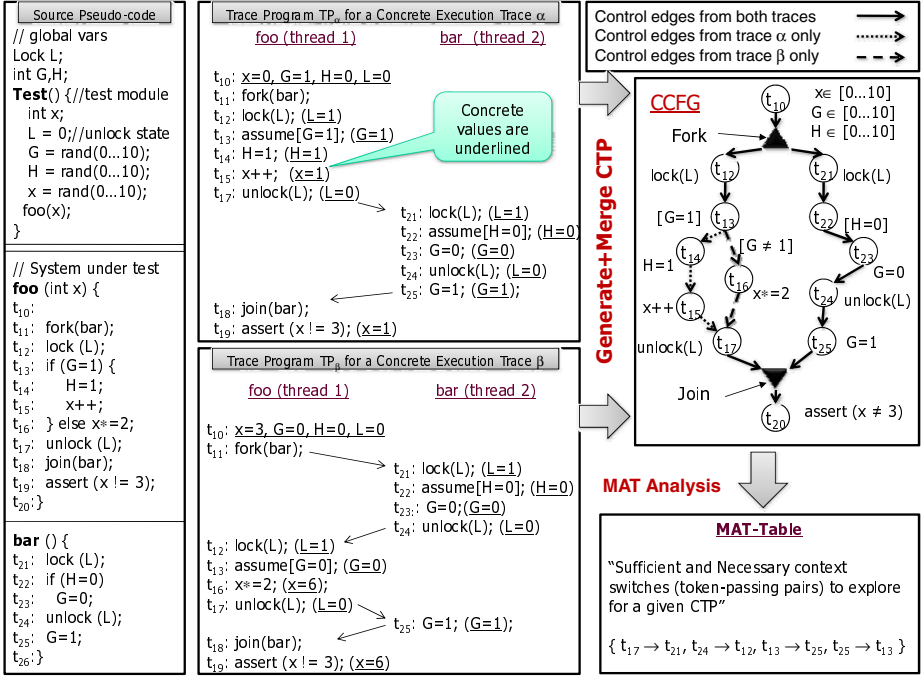 Source Pseudo-code
// global vars
Lock L;
int G,H;
Test() {//test module
int x;
L = 0;//unlock state
G = rand(0...10);
H = rand(0...10);
x = rand(0...10);
foo(x);
}
// System under test
foo (int x) {
t10:
t11: fork(bar);
t12: lock (L);
t13: if (G=1) {
t14: H=1;
t15: x++;
t16: } else x*=2;
t17: unlock (L);
t18: join(bar);
t19: assert (x != 3);
t20:}
bar () {
t21: lock (L);
t22: if (H=0)
t23: G=0;
t24: unlock (L);
t25: G=1;
t26:}
Trace Program TPα for a Concrete Execution Trace α
foo (thread 1) bar (thread 2)
t10: x=0, G=1, H=0, L=0
t11: fork(bar);
t12: lock(L); (L=1)
t13: assume[G=1]; (G=1)
t14: H=1; (H=1)
t15: x++; (x=1)
t17: unlock(L); (L=0)
Concrete
values are
underlined
t21: lock(L); (L=1)
t22: assume[H=0]; (H=0)
t23: G=0; (G=0)
t24: unlock(L); (L=0)
t25: G=1; (G=1);
t18: join(bar);
t19: assert (x != 3); (x=1)
Trace Program TPβ for a Concrete Execution Trace β
foo (thread 1) bar (thread 2)
t10: x=3, G=0, H=0, L=0
t11: fork(bar);
t21: lock(L); (L=1)
t22: assume[H=0]; (H=0)
t23: G=0;(G=0)
t24: unlock(L); (L=0)
t12: lock(L); (L=1)
t13: assume[G=0]; (G=0)
t16: x*=2; (x=6);
t17: unlock(L); (L=0)
t25: G=1; (G=1);
t18: join(bar);
t19: assert (x != 3); (x=6)
Control edges from both traces
Control edges from trace α only
Control edges from trace β only
Generate+Merge CTP
CCFG
t10
x∈ [0...10]
G ∈ [0...10]
H ∈ [0...10]
Fork
lock(L) t12 t21 lock(L)
[G=1] t13 t22 [H=0]
H=1 t14 [G ≠ 1] t23 G=0
t16 x*=2
x++ t15 t24 unlock(L)
unlock(L) t17 t25 G=1
Join
t20 assert (x ≠ 3)
MAT Analysis
MAT-Table
“Sufficient and Necessary context
switches (token-passing pairs) to explore
for a given CTP”
{ t17 → t21, t24 → t12, t13 → t25, t25 → t13 }